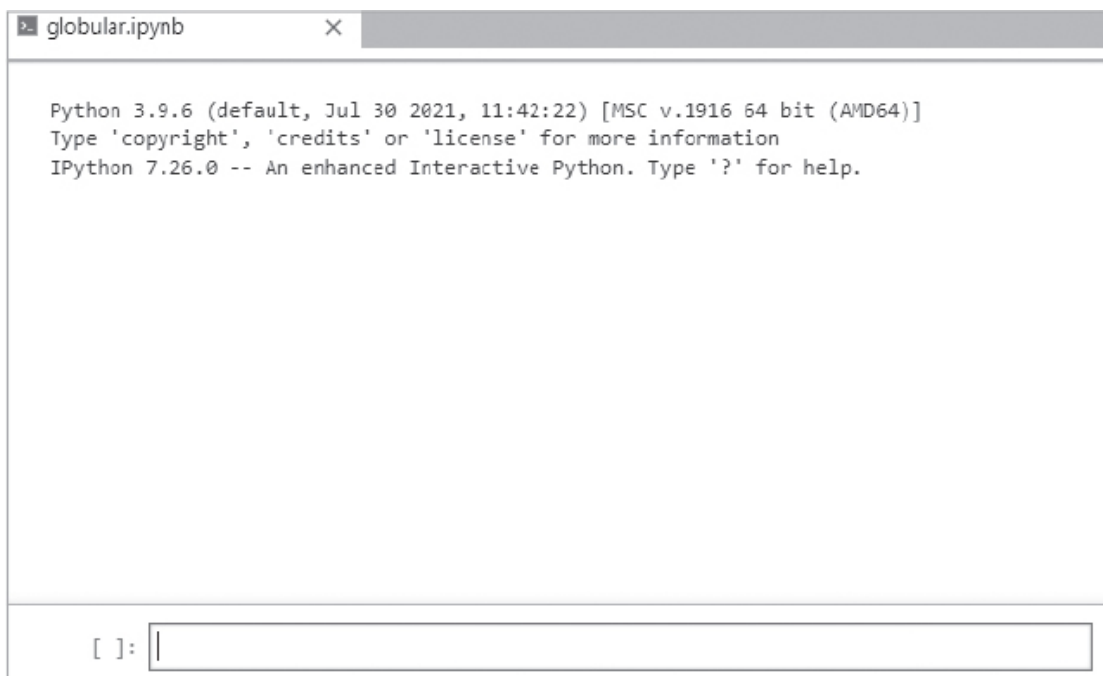 globular.ipynb
Python 3.9.6 (default, Jul 30 2021, 11:42:22) [MSC v.1916 64 bit (AMD64)]
Type 'copyright', 'credits' or 'license' for more information
IPython 7.26.0 -- An enhanced Interactive Python. Type '?' for help.
[ ]: